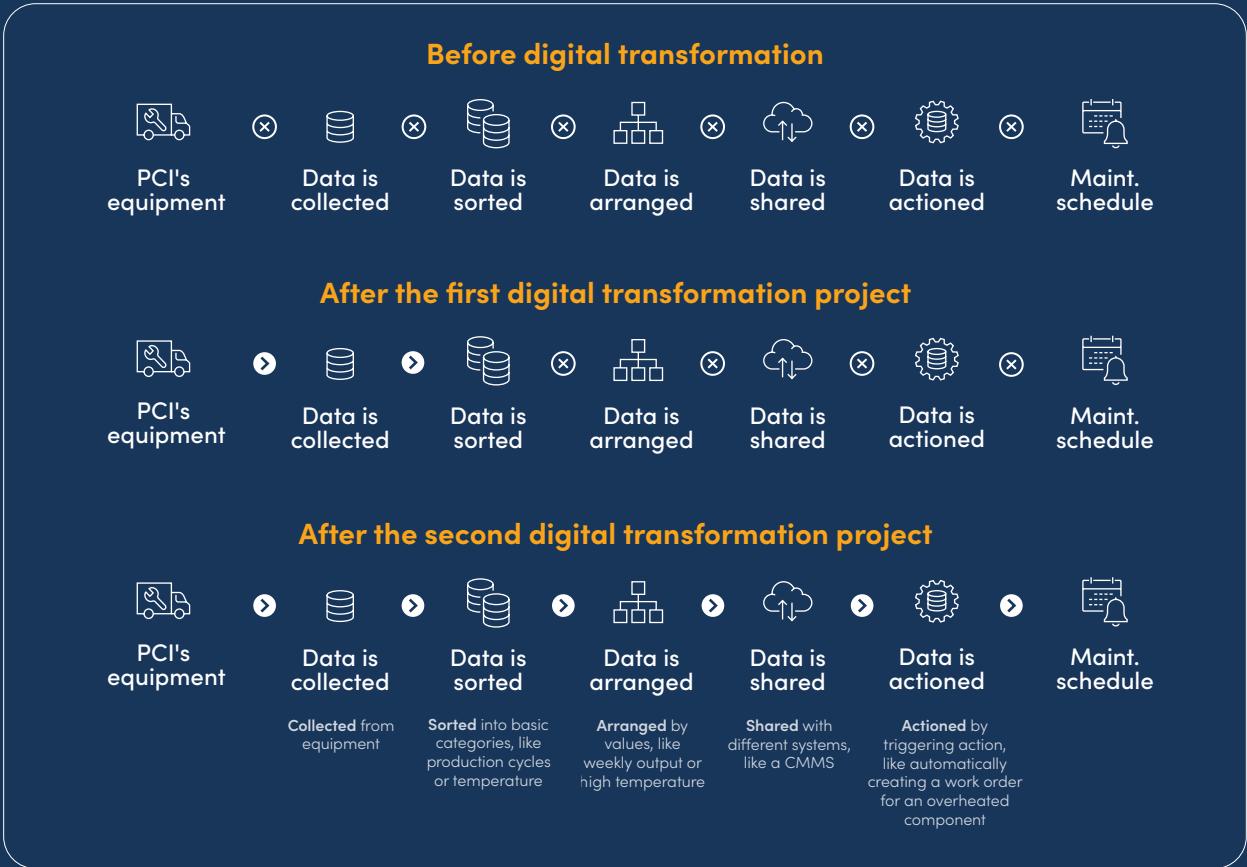 Before digital transformation
PCI's
equipment
Data is
collected
Data is
sorted
Data is
arranged
Data is
shared
Data is
actioned
Maint.
schedule
After the first digital transformation project
PCI's
equipment
Data is
collected
Data is
sorted
Data is
arranged
Data is
shared
Data is
actioned
Maint.
schedule
After the second digital transformation project
PCI's
equipment
Data is
collected
Data is
sorted
Data is
arranged
Data is
shared
Data is
actioned
Maint.
schedule
Collected from
equipment
Sorted into basic
categories, like
production cycles
or temperature
Arranged by
values, like
weekly output or
high temperature
Shared with
different systems,
like a CMMS
Actioned by
triggering action,
like automatically
creating a work order
for an overheated
component